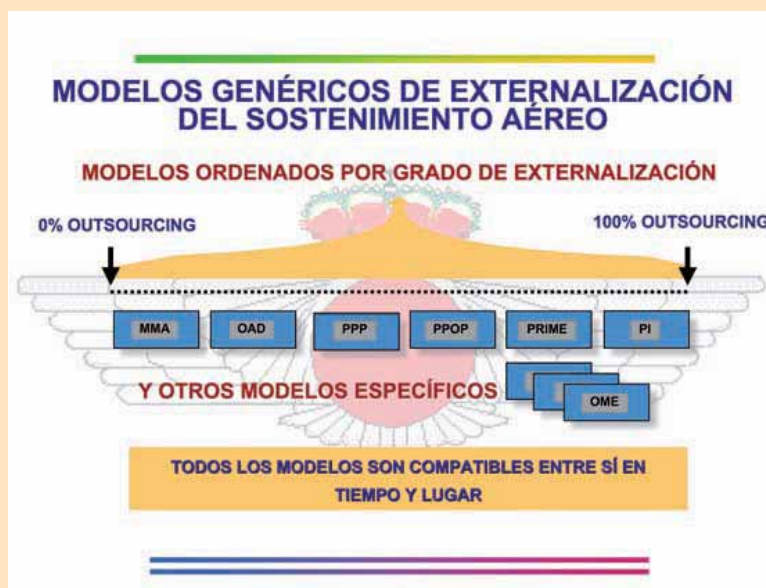 MODELOS GENÉRICOS DE EXTERNALIZACIÓN
DEL SOSTENIMIENTO AÉREO
MODELOS ORDENADOS POR GRADO DE EXTERNALIZACIÓN
0% OUTSOURCING
100% OUTSOURCING
MMA
OAD
PPP
PPOP
PRIME
PI
Y OTROS MODELOS ESPECÍFICOS
OME
TODOS LOS MODELOS SON COMPATIBLES ENTRE SÍ EN
TIEMPO Y LUGAR